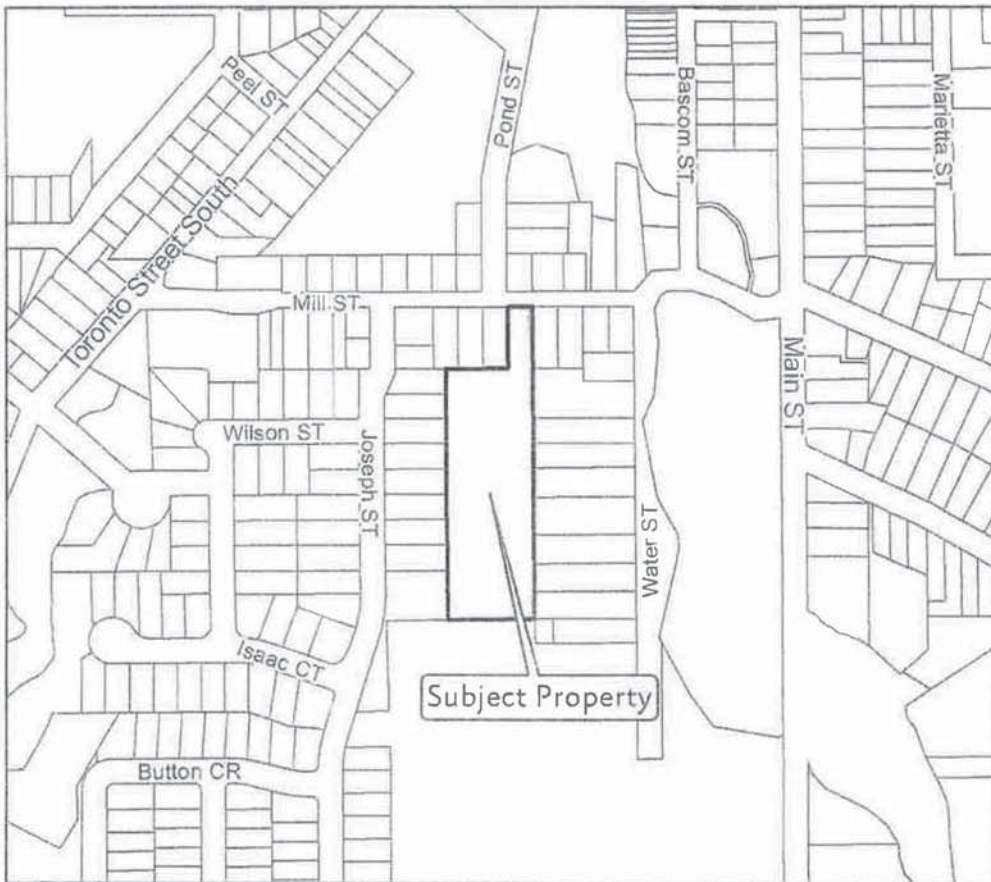 Peel ST
Pond ST
Bascom ST
Marietta ST
Toronto Street South
Mill ST
Main ST
Wilson ST
Joseph ST
Water ST
Isaac CT
Subject Property
Button CR